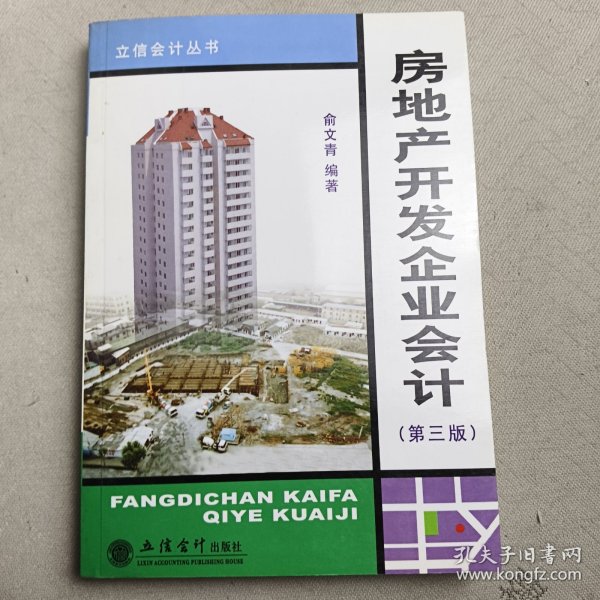 立信会计丛书
房地产开发企业会计
(第三版)
俞文青 编著
FANGDICHAN KAIFA
QIYE KUAIJI
立信会计出版社
LIXIN ACCOUNTING PUBLISHING HOUSE
孔夫子旧书网
www.kongfz.com